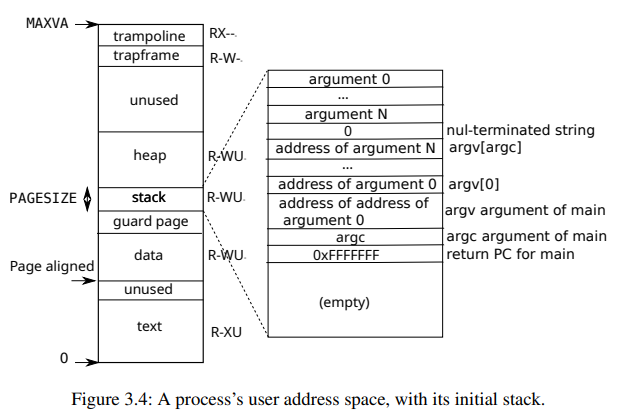 MAXVA
trampoline RX--
trapframe R-W-
unused
heap R-WU
PAGESIZE stack R-WU
guard page
data R-WU
Page aligned
unused
text R-XU
0
argument 0
...
argument N
0 nul-terminated string
address of argument N argv[argc]
...
address of argument 0 argv[0]
address of address of
argument 0 argv argument of main
argc argc argument of main
0xFFFFFFF return PC for main
(empty)
Figure 3.4: A process's user address space, with its initial stack.